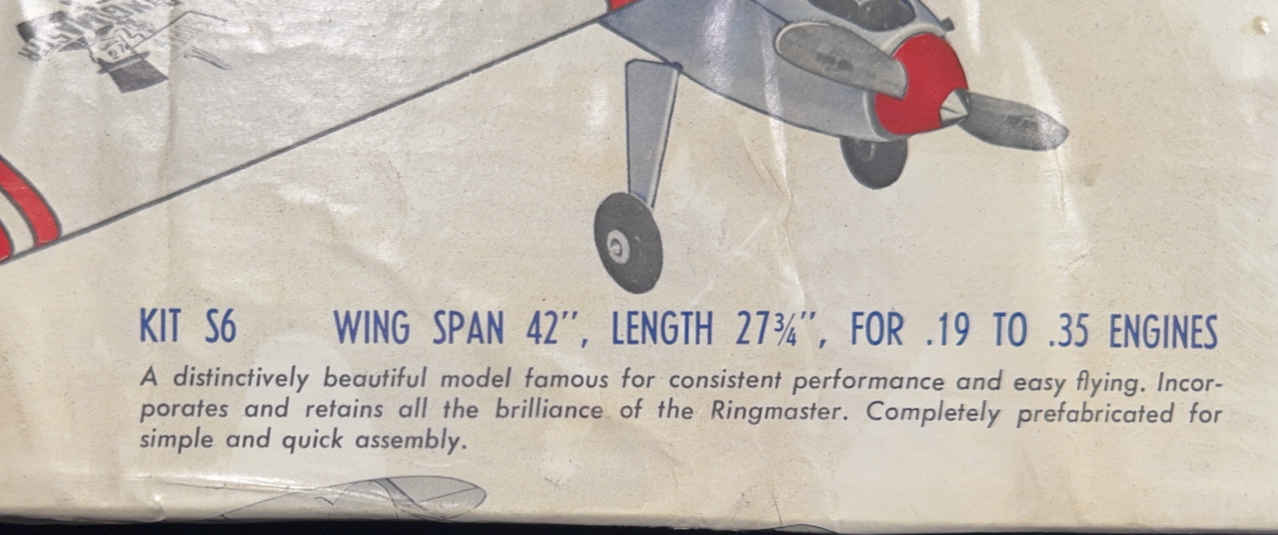 KIT S6 WING SPAN 42", LENGTH 27¾", FOR .19 TO .35 ENGINES
A distinctively beautiful model famous for consistent performance and easy flying. Incor-
porates and retains all the brilliance of the Ringmaster. Completely prefabricated for
simple and quick assembly.